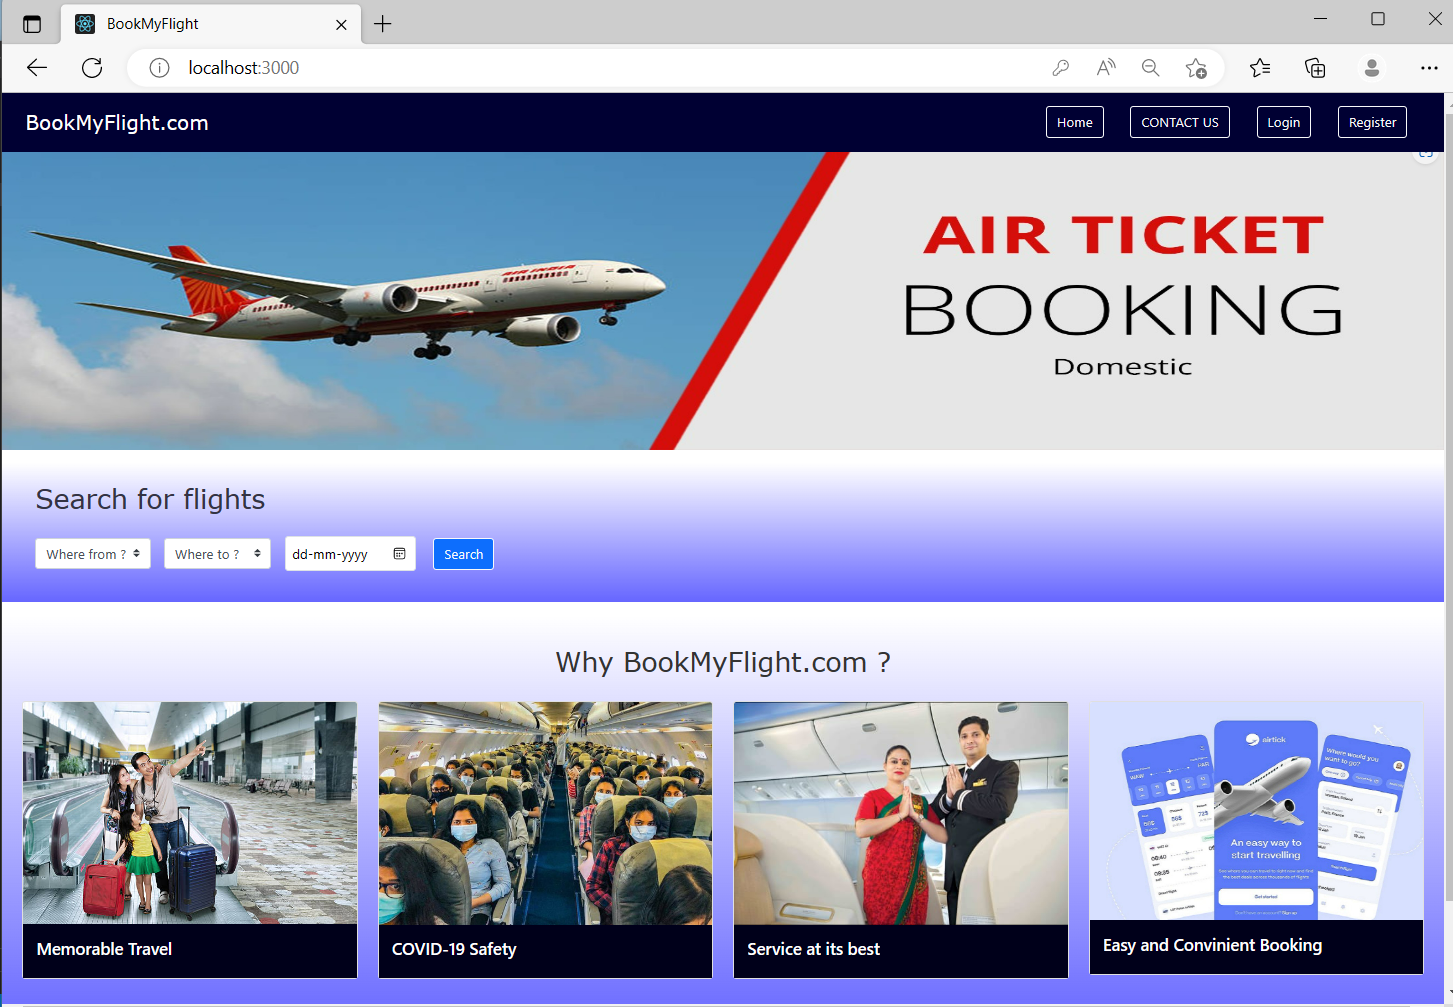 BookMyFlight
localhost:3000
BookMyFlight.com
Home
CONTACT US
Login
Register
AIR INDIA
AIR TICKET
BOOKING
Domestic
Search for flights
Where from ?
Where to ?
dd-mm-yyyy
Search
Why BookMyFlight.com ?
airtick
Where would you
want to go?
An easy way to
start travelling
Get started
Memorable Travel
COVID-19 Safety
Service at its best
Easy and Convinient Booking